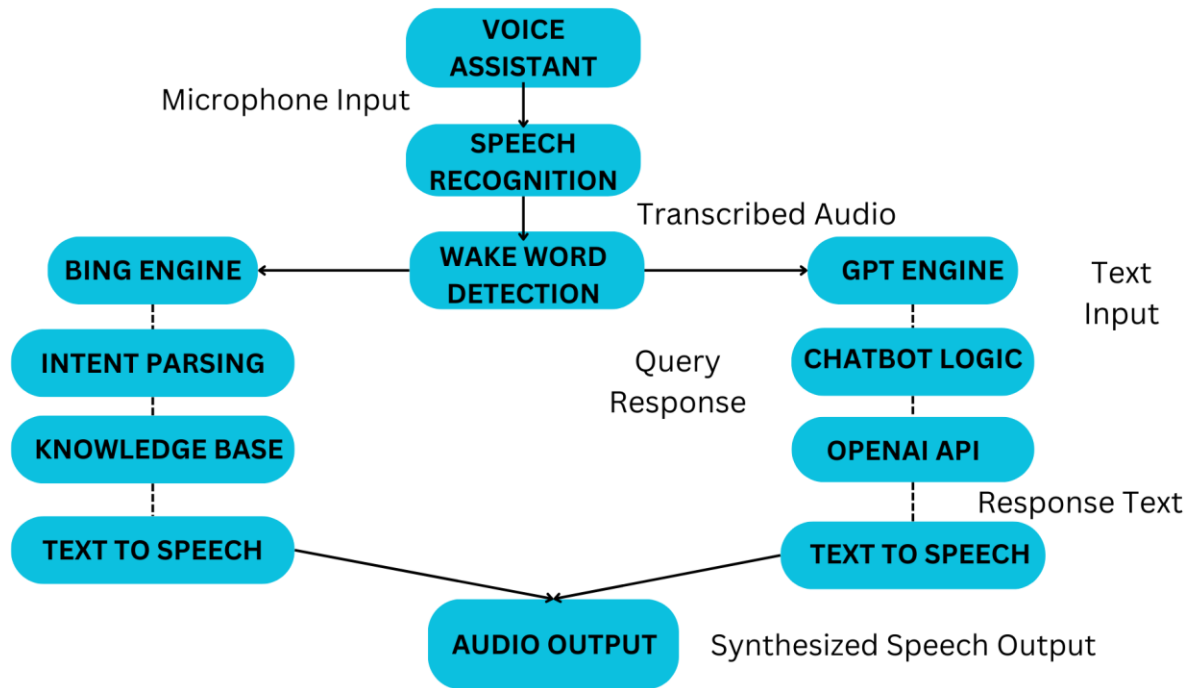 VOICE
ASSISTANT
Microphone Input
SPEECH
RECOGNITION
Transcribed Audio
BING ENGINE
WAKE WORD
DETECTION
GPT ENGINE
Text
Input
INTENT PARSING
Query
Response
CHATBOT LOGIC
KNOWLEDGE BASE
OPENAI API
Response Text
TEXT TO SPEECH
TEXT TO SPEECH
AUDIO OUTPUT
Synthesized Speech Output